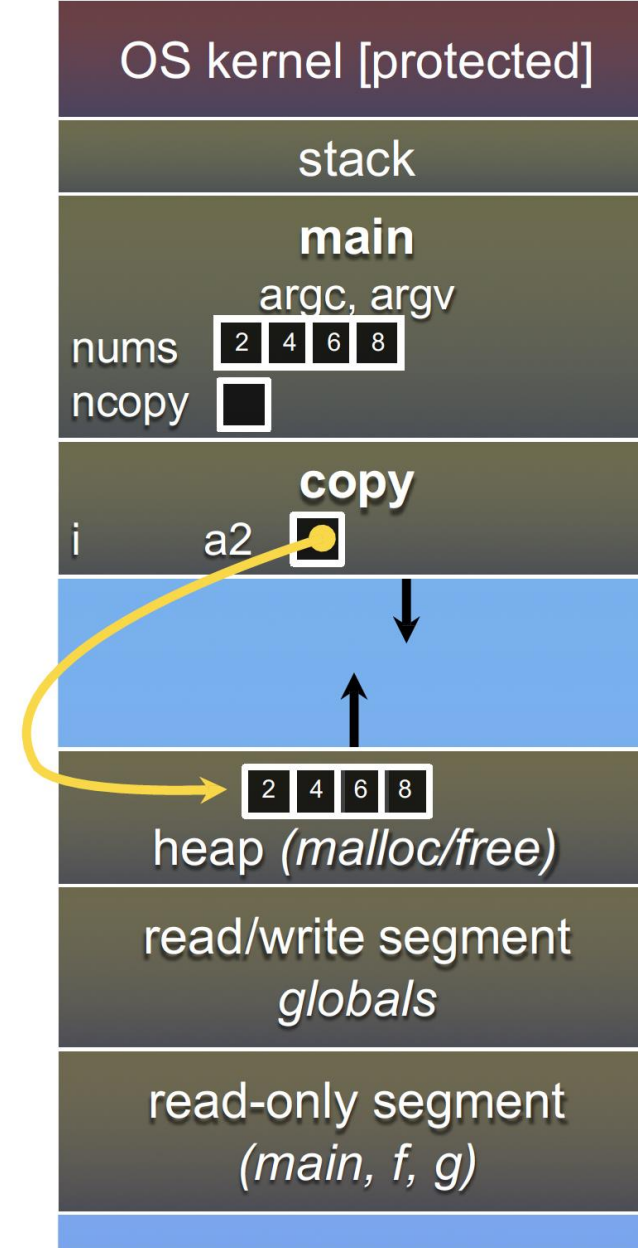 OS kernel [protected]
stack
main
argc, argv
nums 2 4 6 8
ncopy
copy
i a2
2 4 6 8
heap (malloc/free)
read/write segment
globals
read-only segment
(main, f, g)